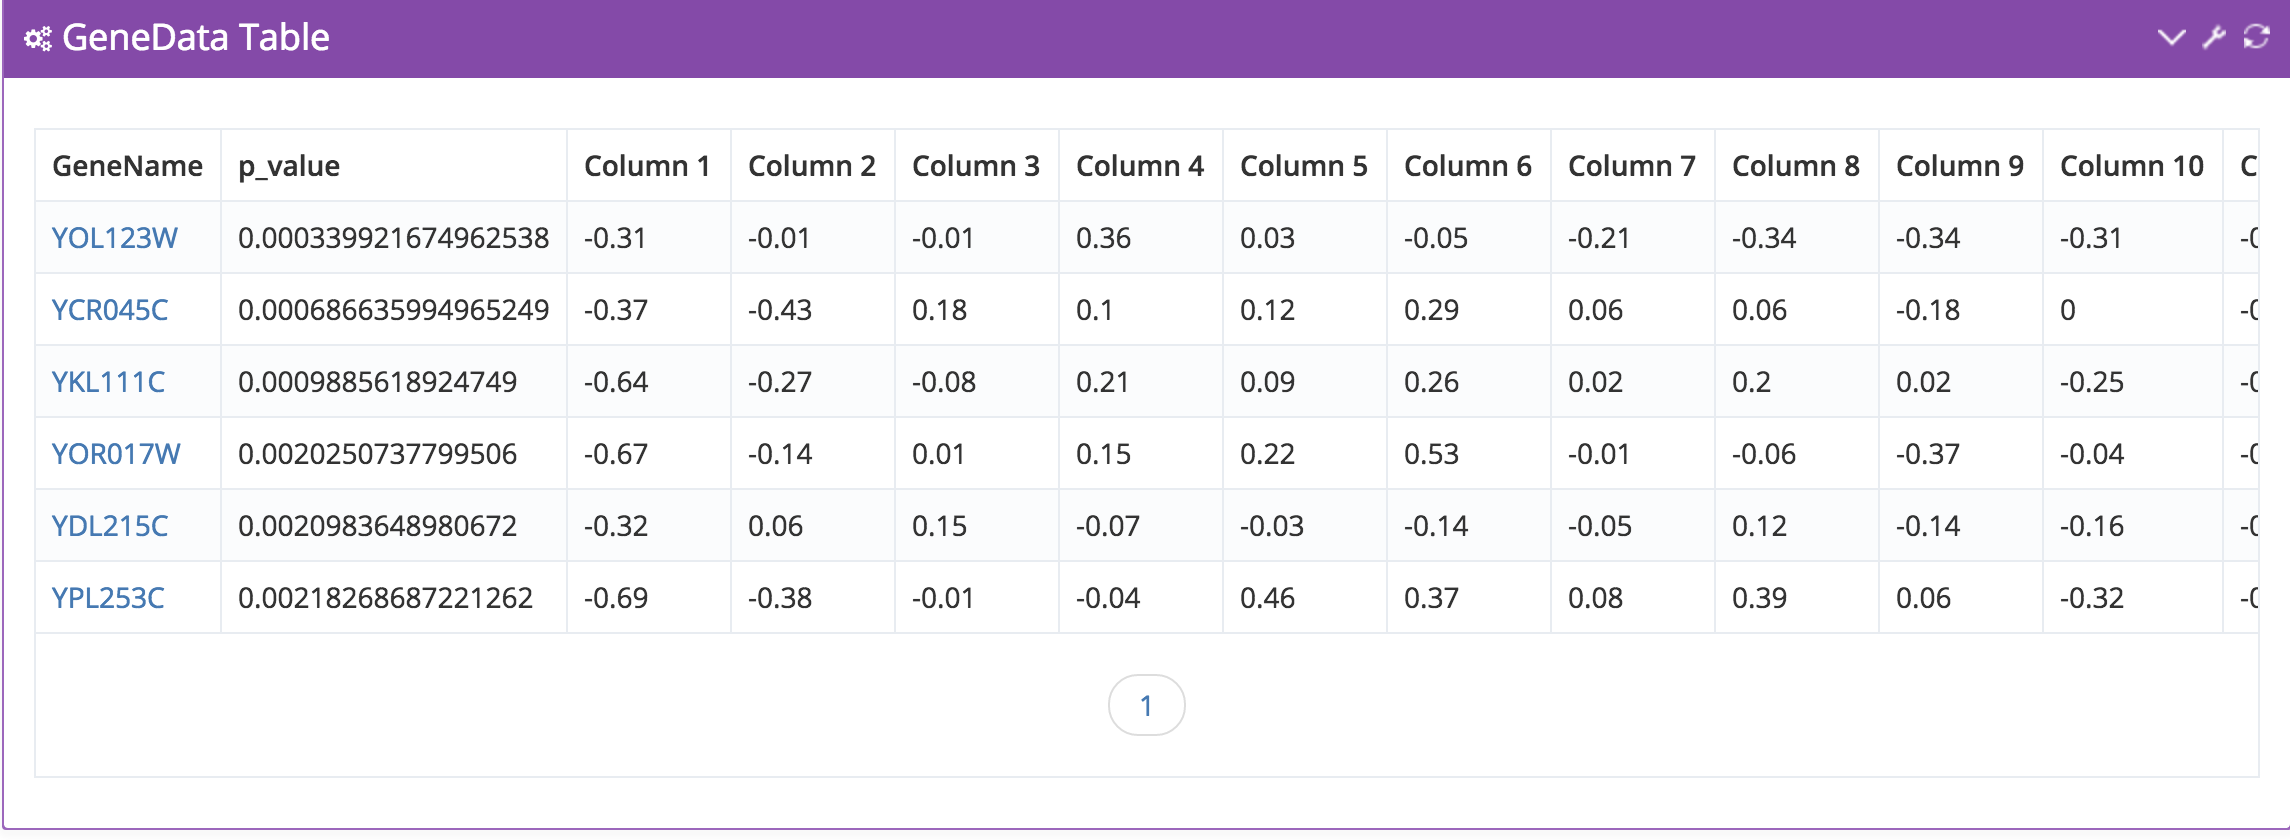 GeneData Table
GeneName p_value Column 1 Column 2 Column 3 Column 4 Column 5 Column 6 Column 7 Column 8 Column 9 Column 10
YOL123W 0.000339921674962538 -0.31 -0.01 -0.01 0.36 0.03 -0.05 -0.21 -0.34 -0.34 -0.31
YCR045C 0.000686635994965249 -0.37 -0.43 0.18 0.1 0.12 0.29 0.06 0.06 -0.18 0
YKL111C 0.0009885618924749 -0.64 -0.27 -0.08 0.21 0.09 0.26 0.02 0.2 0.02 -0.25
YOR017W 0.0020250737799506 -0.67 -0.14 0.01 0.15 0.22 0.53 -0.01 -0.06 -0.37 -0.04
YDL215C 0.0020983648980672 -0.32 0.06 0.15 -0.07 -0.03 -0.14 -0.05 0.12 -0.14 -0.16
YPL253C 0.00218268687221262 -0.69 -0.38 -0.01 -0.04 0.46 0.37 0.08 0.39 0.06 -0.32
1